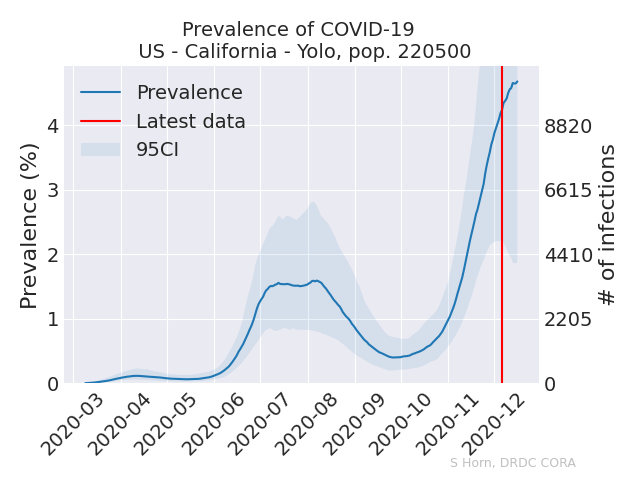 Prevalence of COVID-19
US - California - Yolo, pop. 220500
Prevalence
Latest data
95CI
Prevalence (%)
4
3
2
1
0
8820
6615
4410
2205
0
# of infections
2020-03
2020-04
2020-05
2020-06
2020-07
2020-08
2020-09
2020-10
2020-11
2020-12
S Horn, DRDC CORA